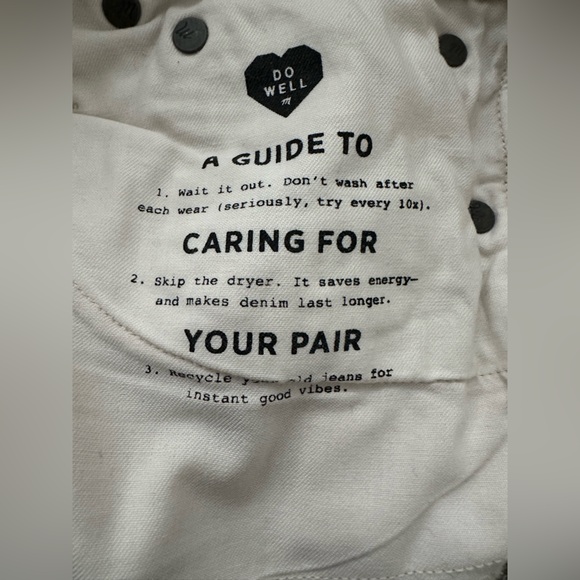 DO
WELL
m
A GUIDE TO
1. Wait it out. Don't wash after
each wear (seriously, try every 10x).
CARING FOR
2. Skip the dryer. It saves energy—
and makes denim last longer.
YOUR PAIR
3. Recycle jeans for
instant good vibes.